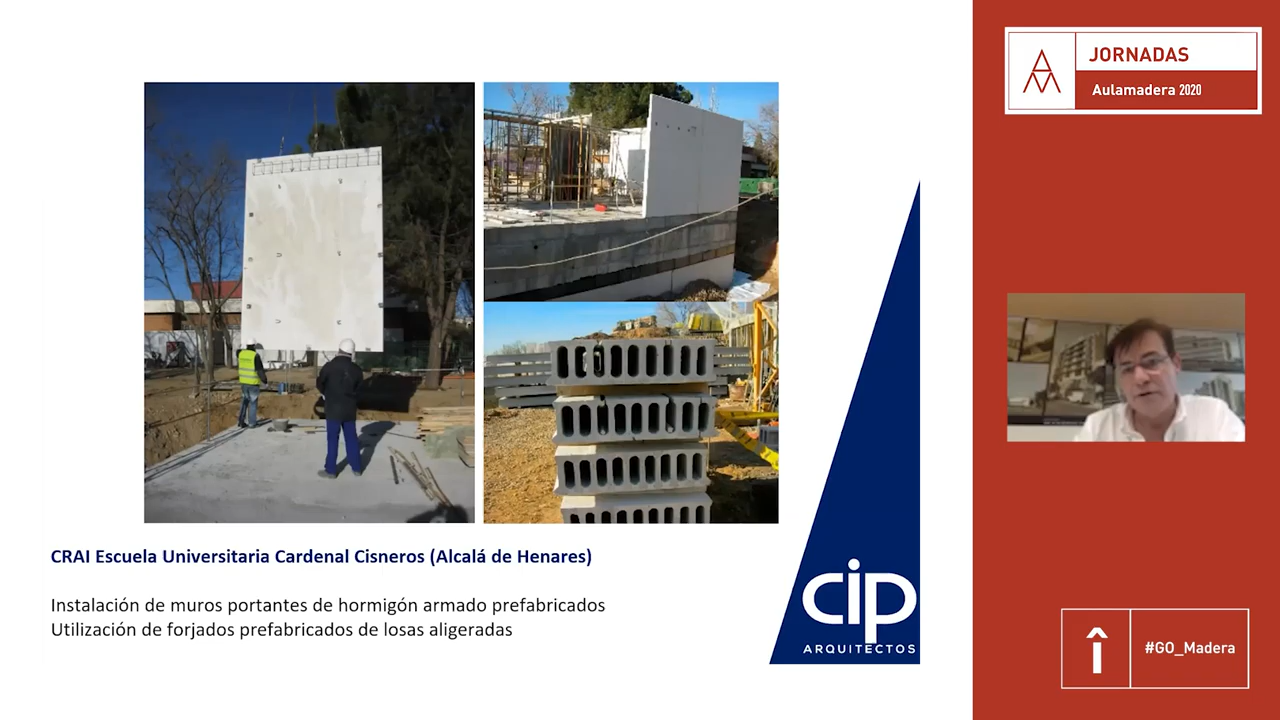 JORNADAS
Aulamadera 2020
CRAI Escuela Universitaria Cardenal Cisneros (Alcalá de Henares)
Instalación de muros portantes de hormigón armado prefabricados
Utilización de forjados prefabricados de losas aligeradas
cip
ARQUITECTOS
#GO_Madera